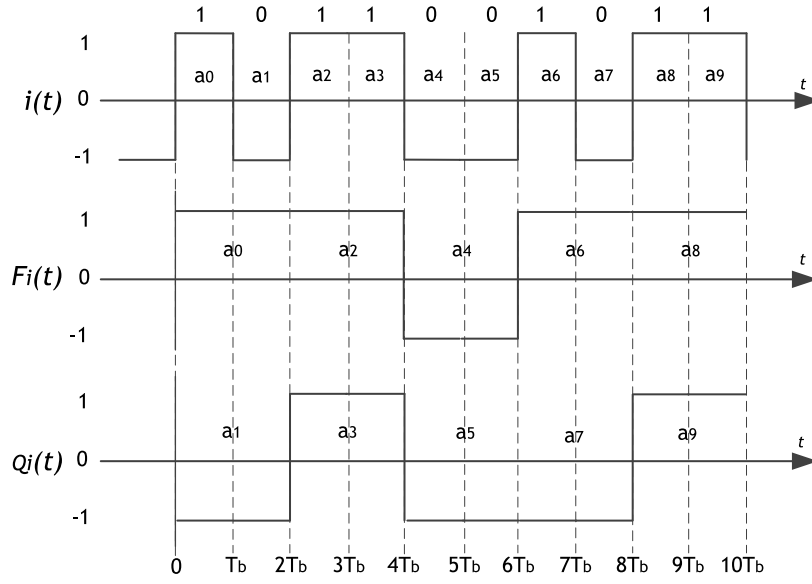 1 0 1 1 0 0 1 0 1 1
1
a0 a1 a2 a3 a4 a5 a6 a7 a8 a9
t
i(t) 0
-1
1
a0 a2 a4 a6 a8
t
Fi(t) 0
-1
1
a1 a3 a5 a7 a9
t
Qi(t) 0
-1
0 Tb 2Tb 3Tb 4Tb 5Tb 6Tb 7Tb 8Tb 9Tb 10Tb